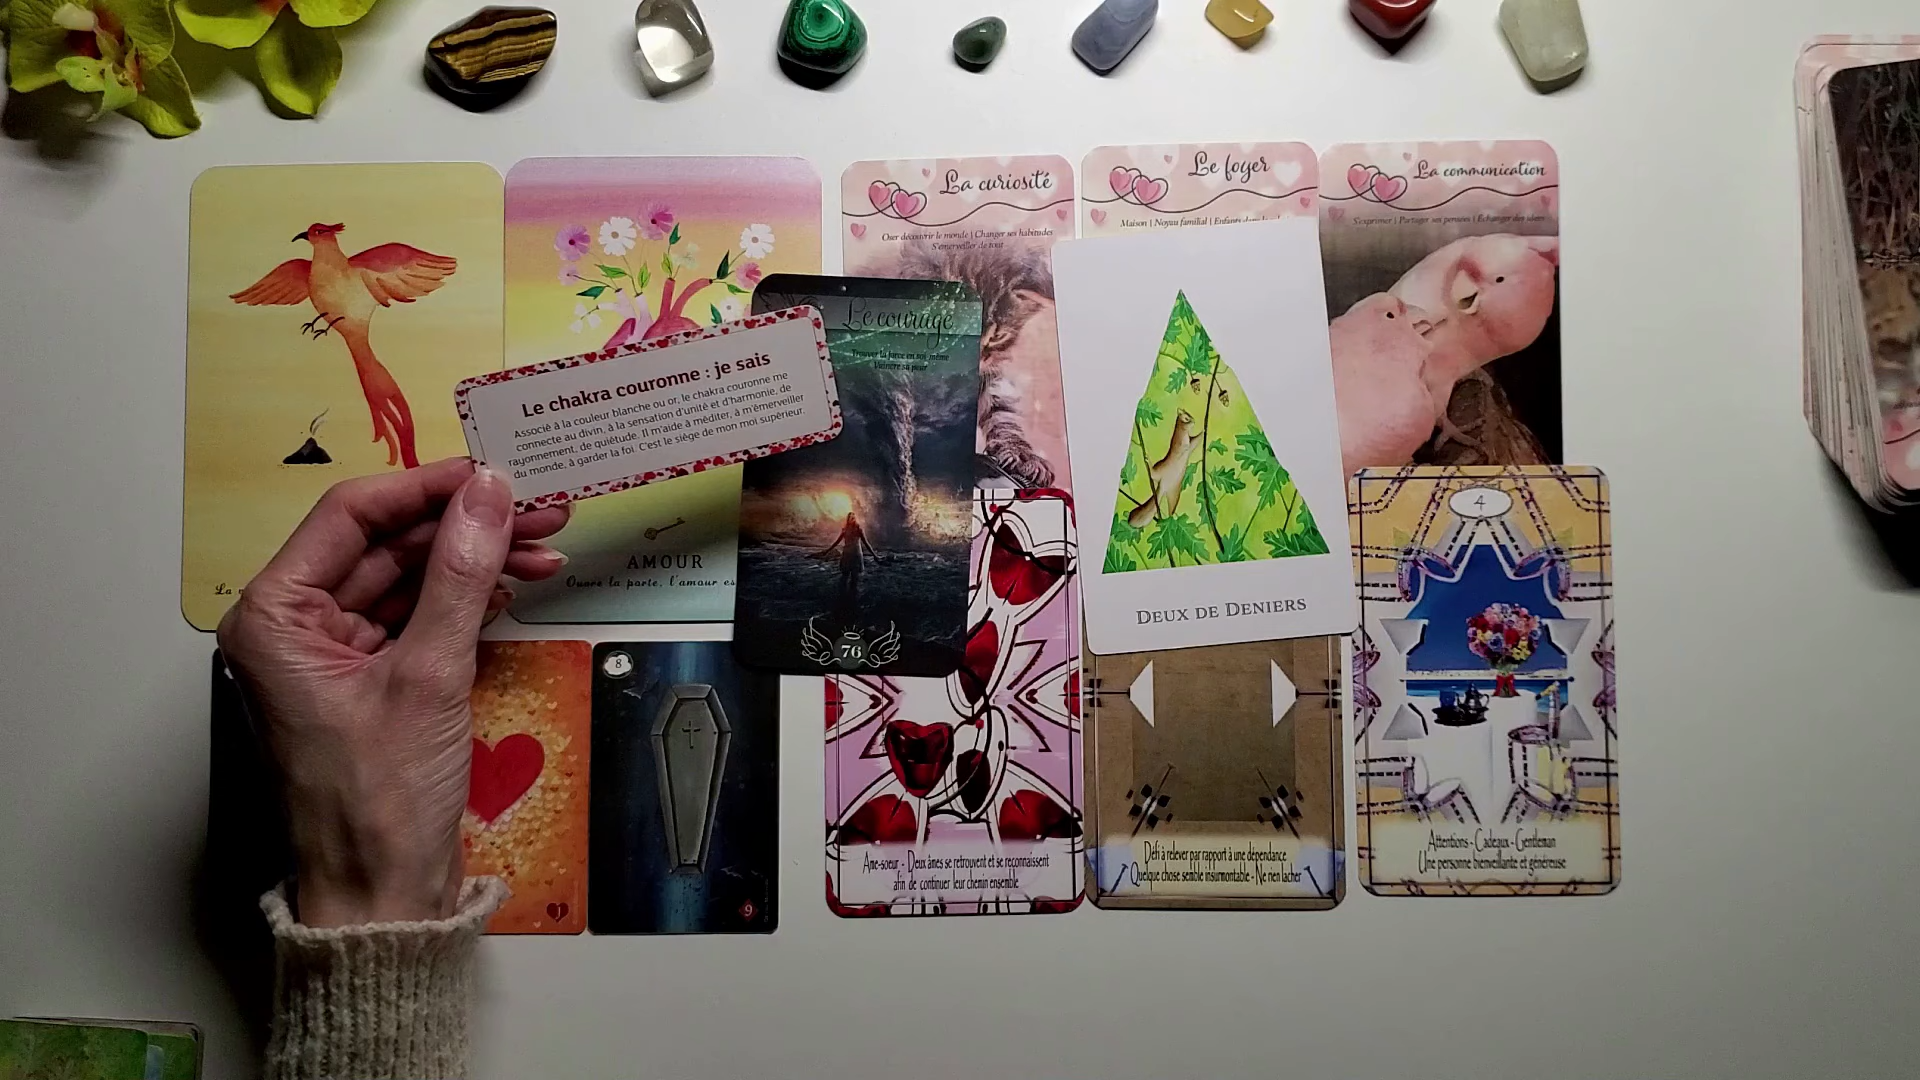 La curiosité
Oser découvrir le monde | Changer ses habitudes
S'émerveiller de tout
Le foyer
Maison | Noyau familial | Enfants
La communication
S'exprimer | Partager ses pensées | Echanger des idées
Le courage
Trouver la force en soi-même
Vaincre sa peur
76
Le chakra couronne : je sais
Associé à la couleur blanche ou or, le chakra couronne me
connecte au divin, à la sensation d'unité et d'harmonie, de
rayonnement, de quiétude. Il m'aide à méditer, à m'émerveiller
du monde, à garder la foi. C'est le siège de mon moi supérieur.
La
AMOUR
Ouvre la porte, l'amour es
DEUX DE DENIERS
4
8
J
9
Ame-soeur - Deux âmes se retrouvent et se reconnaissent
afin de continuer leur chemin ensemble
Défi à relever par rapport à une dépendance
Quelque chose semble insurmontable - Ne rien lacher
Attentions - Cadeaux - Gentleman
Une personne bienveillante et généreuse